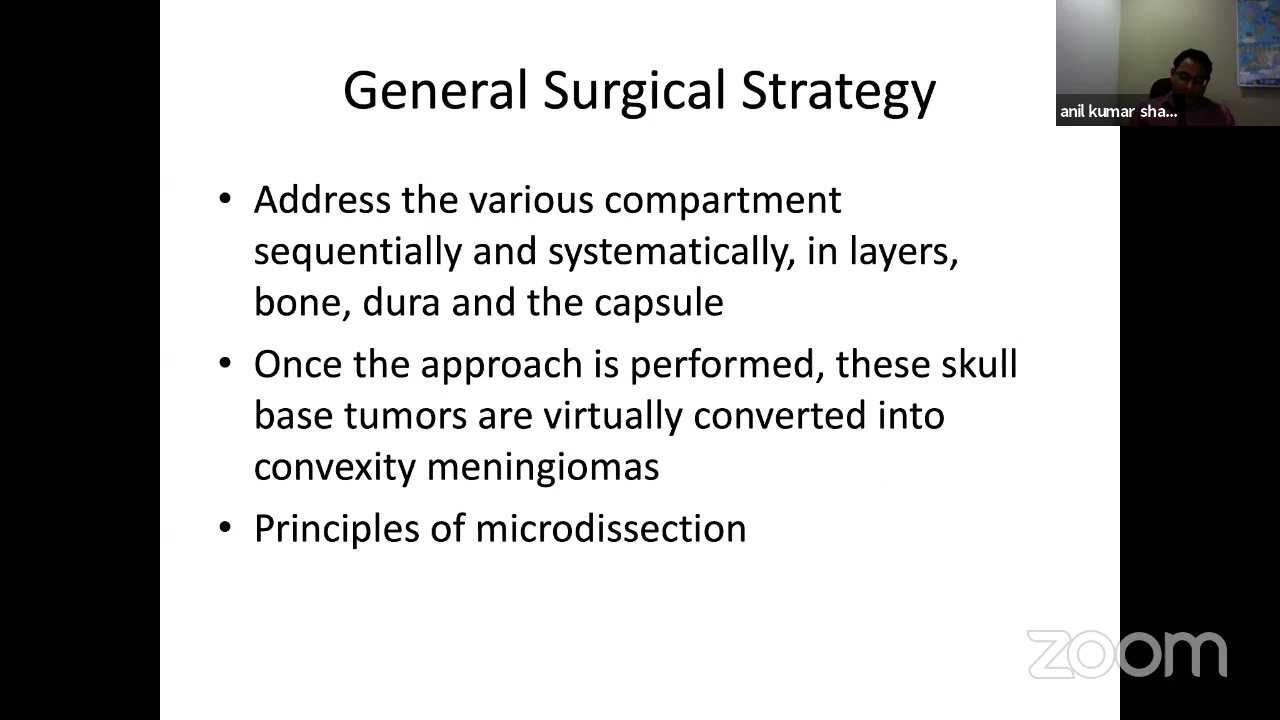 General Surgical Strategy
anil kumar sha...
• Address the various compartment
sequentially and systematically, in layers,
bone, dura and the capsule
• Once the approach is performed, these skull
base tumors are virtually converted into
convexity meningiomas
• Principles of microdissection
zoom